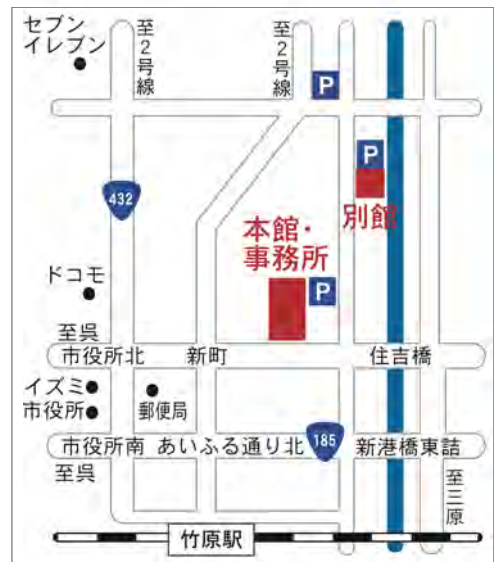 セブン
イレブン
至2号線
至2号線
P
P
432
別館
本館・
事務所
P
ドコモ
至呉
市役所北
新町
住吉橋
イズミ
市役所
郵便局
市役所南
あいふる通り北
185
新港橋東詰
至呉
至三原
竹原駅